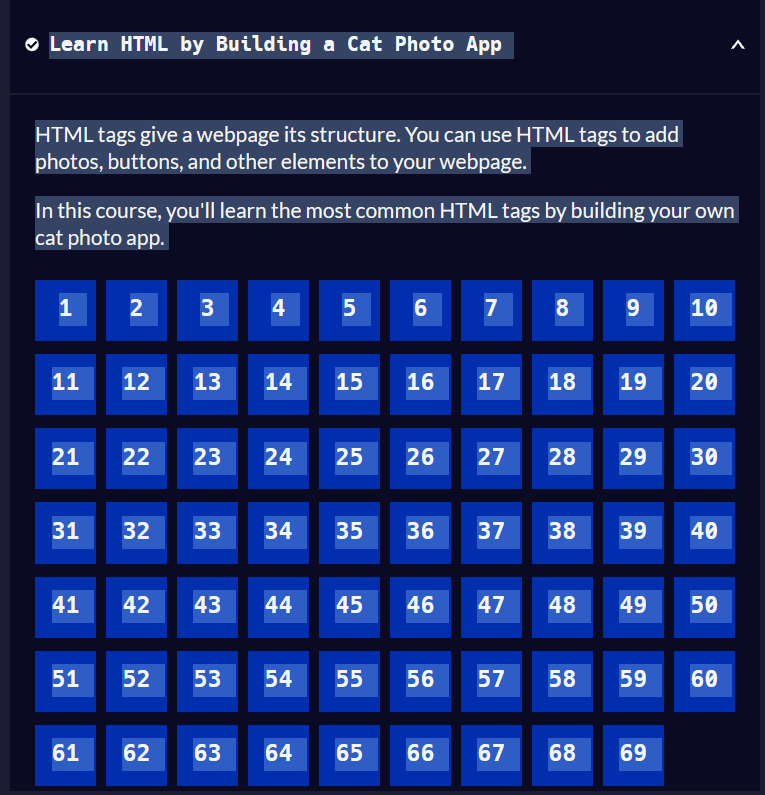 Learn HTML by Building a Cat Photo App
HTML tags give a webpage its structure. You can use HTML tags to add
photos, buttons, and other elements to your webpage.
In this course, you'll learn the most common HTML tags by building your own
cat photo app.
1 2 3 4 5 6 7 8 9 10
11 12 13 14 15 16 17 18 19 20
21 22 23 24 25 26 27 28 29 30
31 32 33 34 35 36 37 38 39 40
41 42 43 44 45 46 47 48 49 50
51 52 53 54 55 56 57 58 59 60
61 62 63 64 65 66 67 68 69